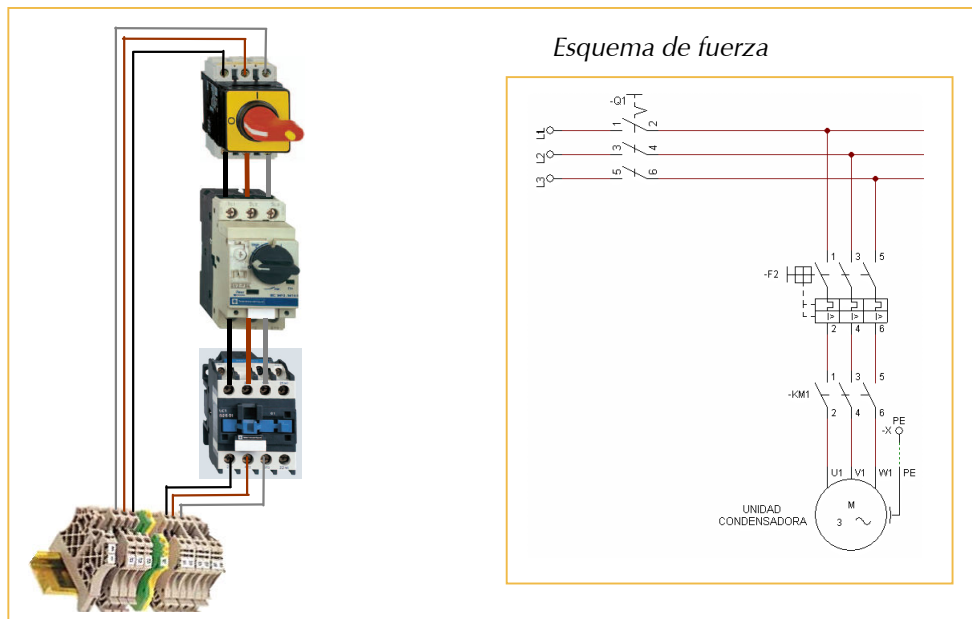 Esquema de fuerza
-Q1
1 2
L1
3 4
L2
5 6
L3
1 3 5
-F2
I> I> I>
2 4 6
1 3 5
-KM1
2 4 6
PE
-X
U1 V1 W1 PE
M
3
UNIDAD
CONDENSADORA
I
O